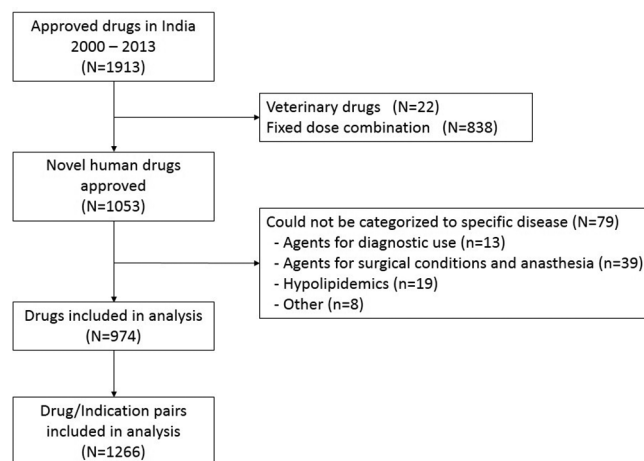 Approved drugs in India
2000 – 2013
(N=1913)
Veterinary drugs (N=22)
Fixed dose combination (N=838)
Novel human drugs
approved
(N=1053)
Could not be categorized to specific disease (N=79)
- Agents for diagnostic use (n=13)
- Agents for surgical conditions and anasthesia (n=39)
- Hypolipidemics (n=19)
- Other (n=8)
Drugs included in analysis
(N=974)
Drug/Indication pairs
included in analysis
(N=1266)